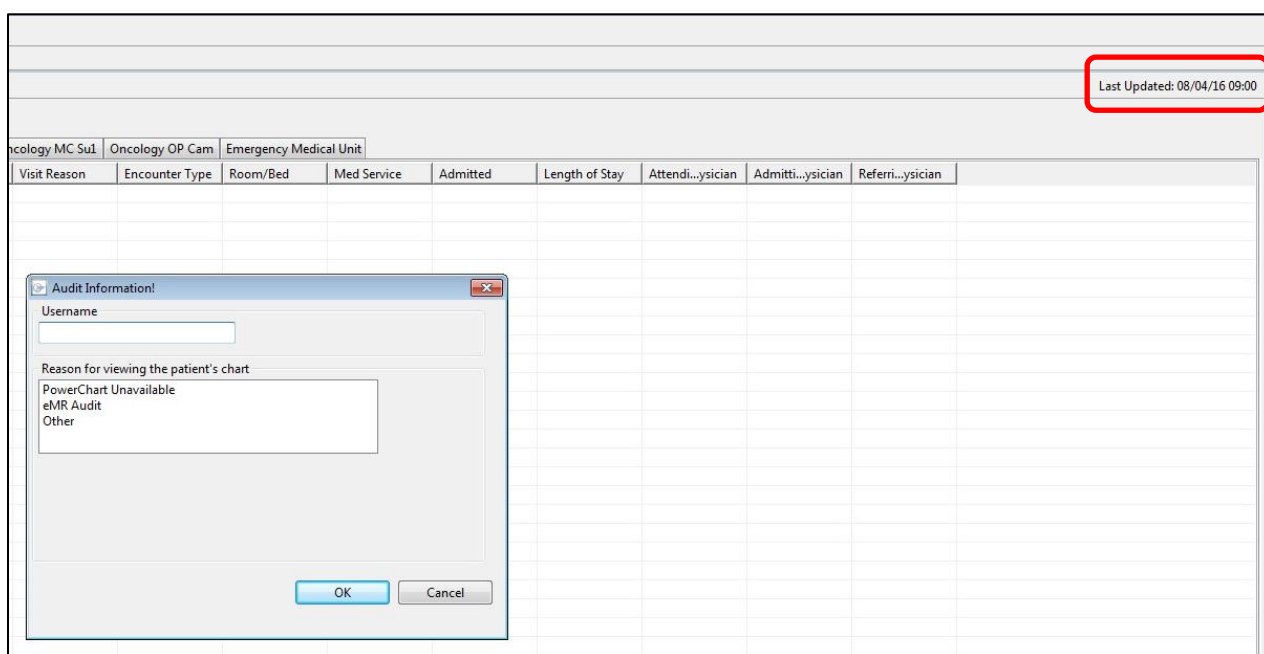 Last Updated: 08/04/16 09:00
ncology MC Su1 Oncology OP Cam Emergency Medical Unit
Visit Reason Encounter Type Room/Bed Med Service Admitted Length of Stay Attendi...ysician Admitti...ysician Referri...ysician
Audit Information!
Username
Reason for viewing the patient's chart
PowerChart Unavailable
eMR Audit
Other
OK Cancel